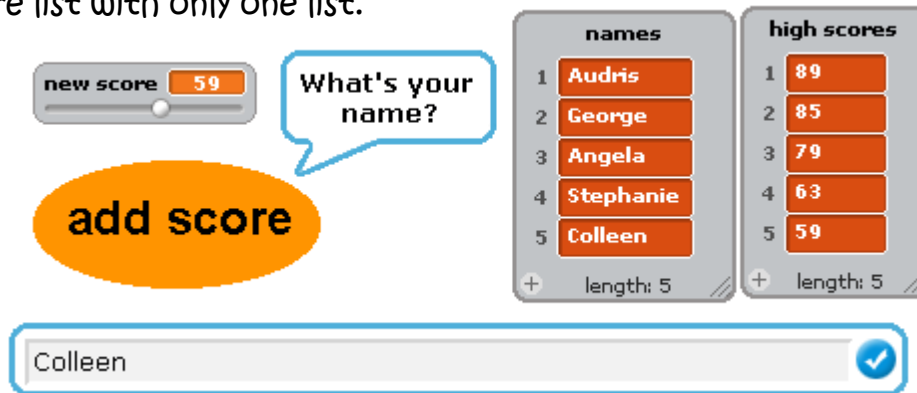 re list with only one list.
new score 59
What's your
name?
add score
names
1 Audris
2 George
3 Angela
4 Stephanie
5 Colleen
+ length: 5
high scores
1 89
2 85
3 79
4 63
5 59
+ length: 5
Colleen